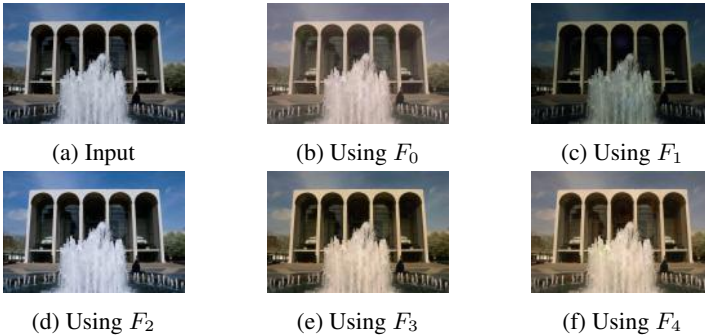 (a) Input
(b) Using F₀
(c) Using F₁
(d) Using F₂
(e) Using F₃
(f) Using F₄